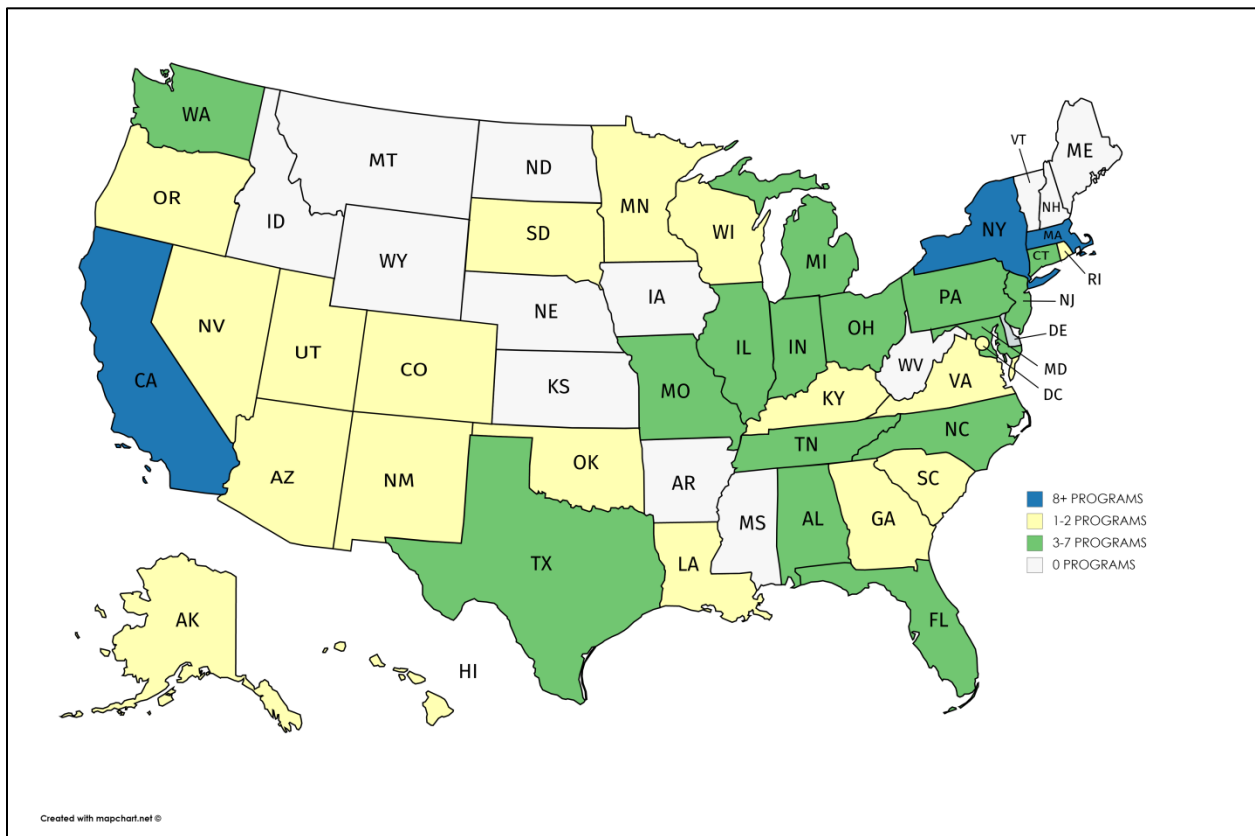 WA
MT
ND
MN
VT
ME
OR
ID
SD
WI
NY
NH
WY
MI
MA
CT
RI
NV
NE
IA
PA
NJ
UT
CO
IL
IN
OH
DE
CA
KS
MO
WV
VA
MD
KY
DC
AZ
NM
OK
TN
NC
AR
SC
MS
AL
GA
TX
LA
FL
AK
HI
8+ PROGRAMS
1-2 PROGRAMS
3-7 PROGRAMS
0 PROGRAMS
Created with mapchart.net ©